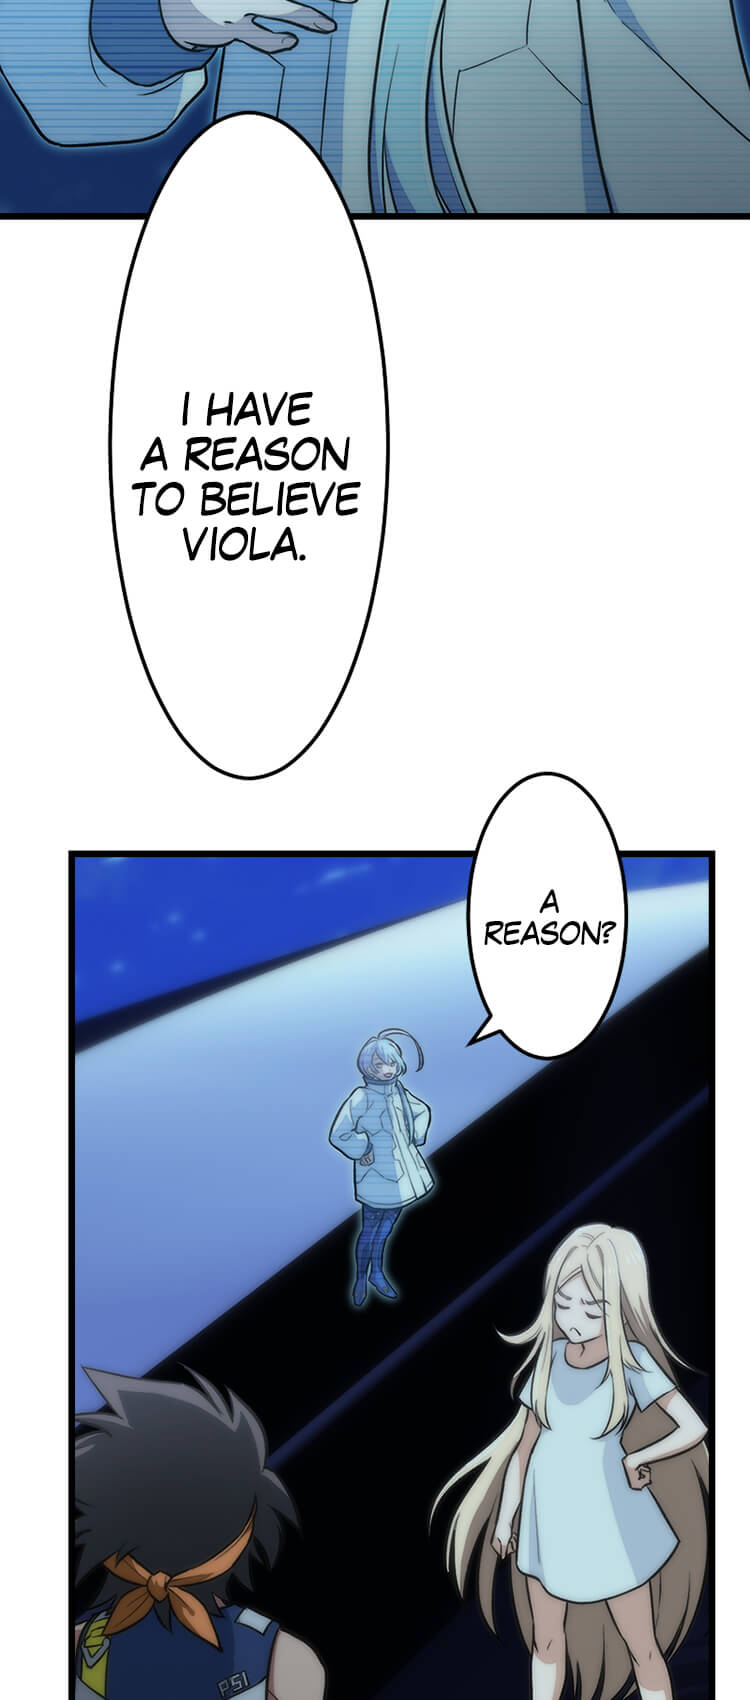 I HAVE
A REASON
TO BELIEVE
VIOLA.
A
REASON?
PSI